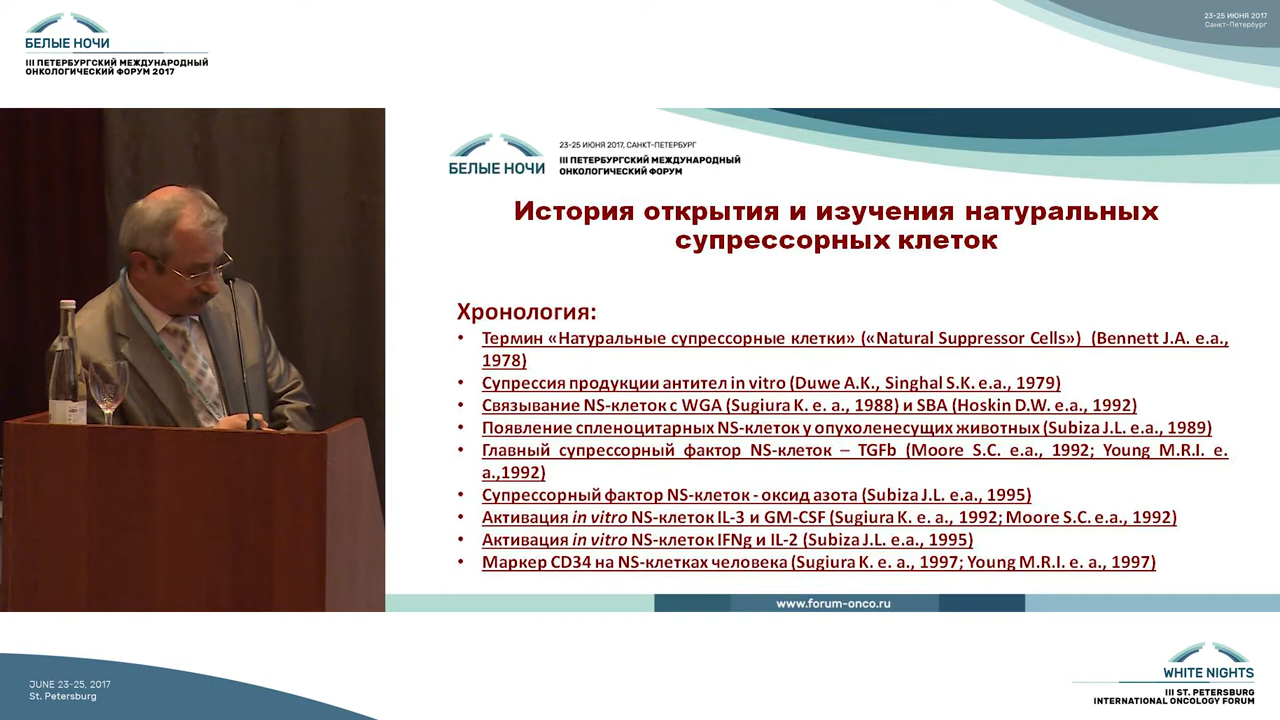 БЕЛЫЕ НОЧИ
III ПЕТЕРБУРГСКИЙ МЕЖДУНАРОДНЫЙ
ОНКОЛОГИЧЕСКИЙ ФОРУМ 2017
23-25 ИЮНЯ 2017
Санкт-Петербург
БЕЛЫЕ НОЧИ
23-25 ИЮНЯ 2017, САНКТ-ПЕТЕРБУРГ
III ПЕТЕРБУРГСКИЙ МЕЖДУНАРОДНЫЙ
ОНКОЛОГИЧЕСКИЙ ФОРУМ
История открытия и изучения натуральных
супрессорных клеток
Хронология:
• Термин «Натуральные супрессорные клетки» («Natural Suppressor Cells») (Bennett J.A. e.a.,
1978)
• Супрессия продукции антител in vitro (Duwe A.K., Singhal S.K. e.a., 1979)
• Связывание NS-клеток с WGA (Sugiura K. e. a., 1988) и SBA (Hoskin D.W. e.a., 1992)
• Появление спленоцитарных NS-клеток у опухоленесущих животных (Subiza J.L. e.a., 1989)
• Главный супрессорный фактор NS-клеток – TGFb (Moore S.C. e.a., 1992; Young M.R.I. e.
a.,1992)
• Супрессорный фактор NS-клеток - оксид азота (Subiza J.L. e.a., 1995)
• Активация in vitro NS-клеток IL-3 и GM-CSF (Sugiura K. e. a., 1992; Moore S.C. e.a., 1992)
• Активация in vitro NS-клеток IFNg и IL-2 (Subiza J.L. e.a., 1995)
• Маркер CD34 на NS-клетках человека (Sugiura K. e. a., 1997; Young M.R.I. e. a., 1997)
www.forum-onco.ru
JUNE 23-25, 2017
St. Petersburg
WHITE NIGHTS
III ST. PETERSBURG
INTERNATIONAL ONCOLOGY FORUM